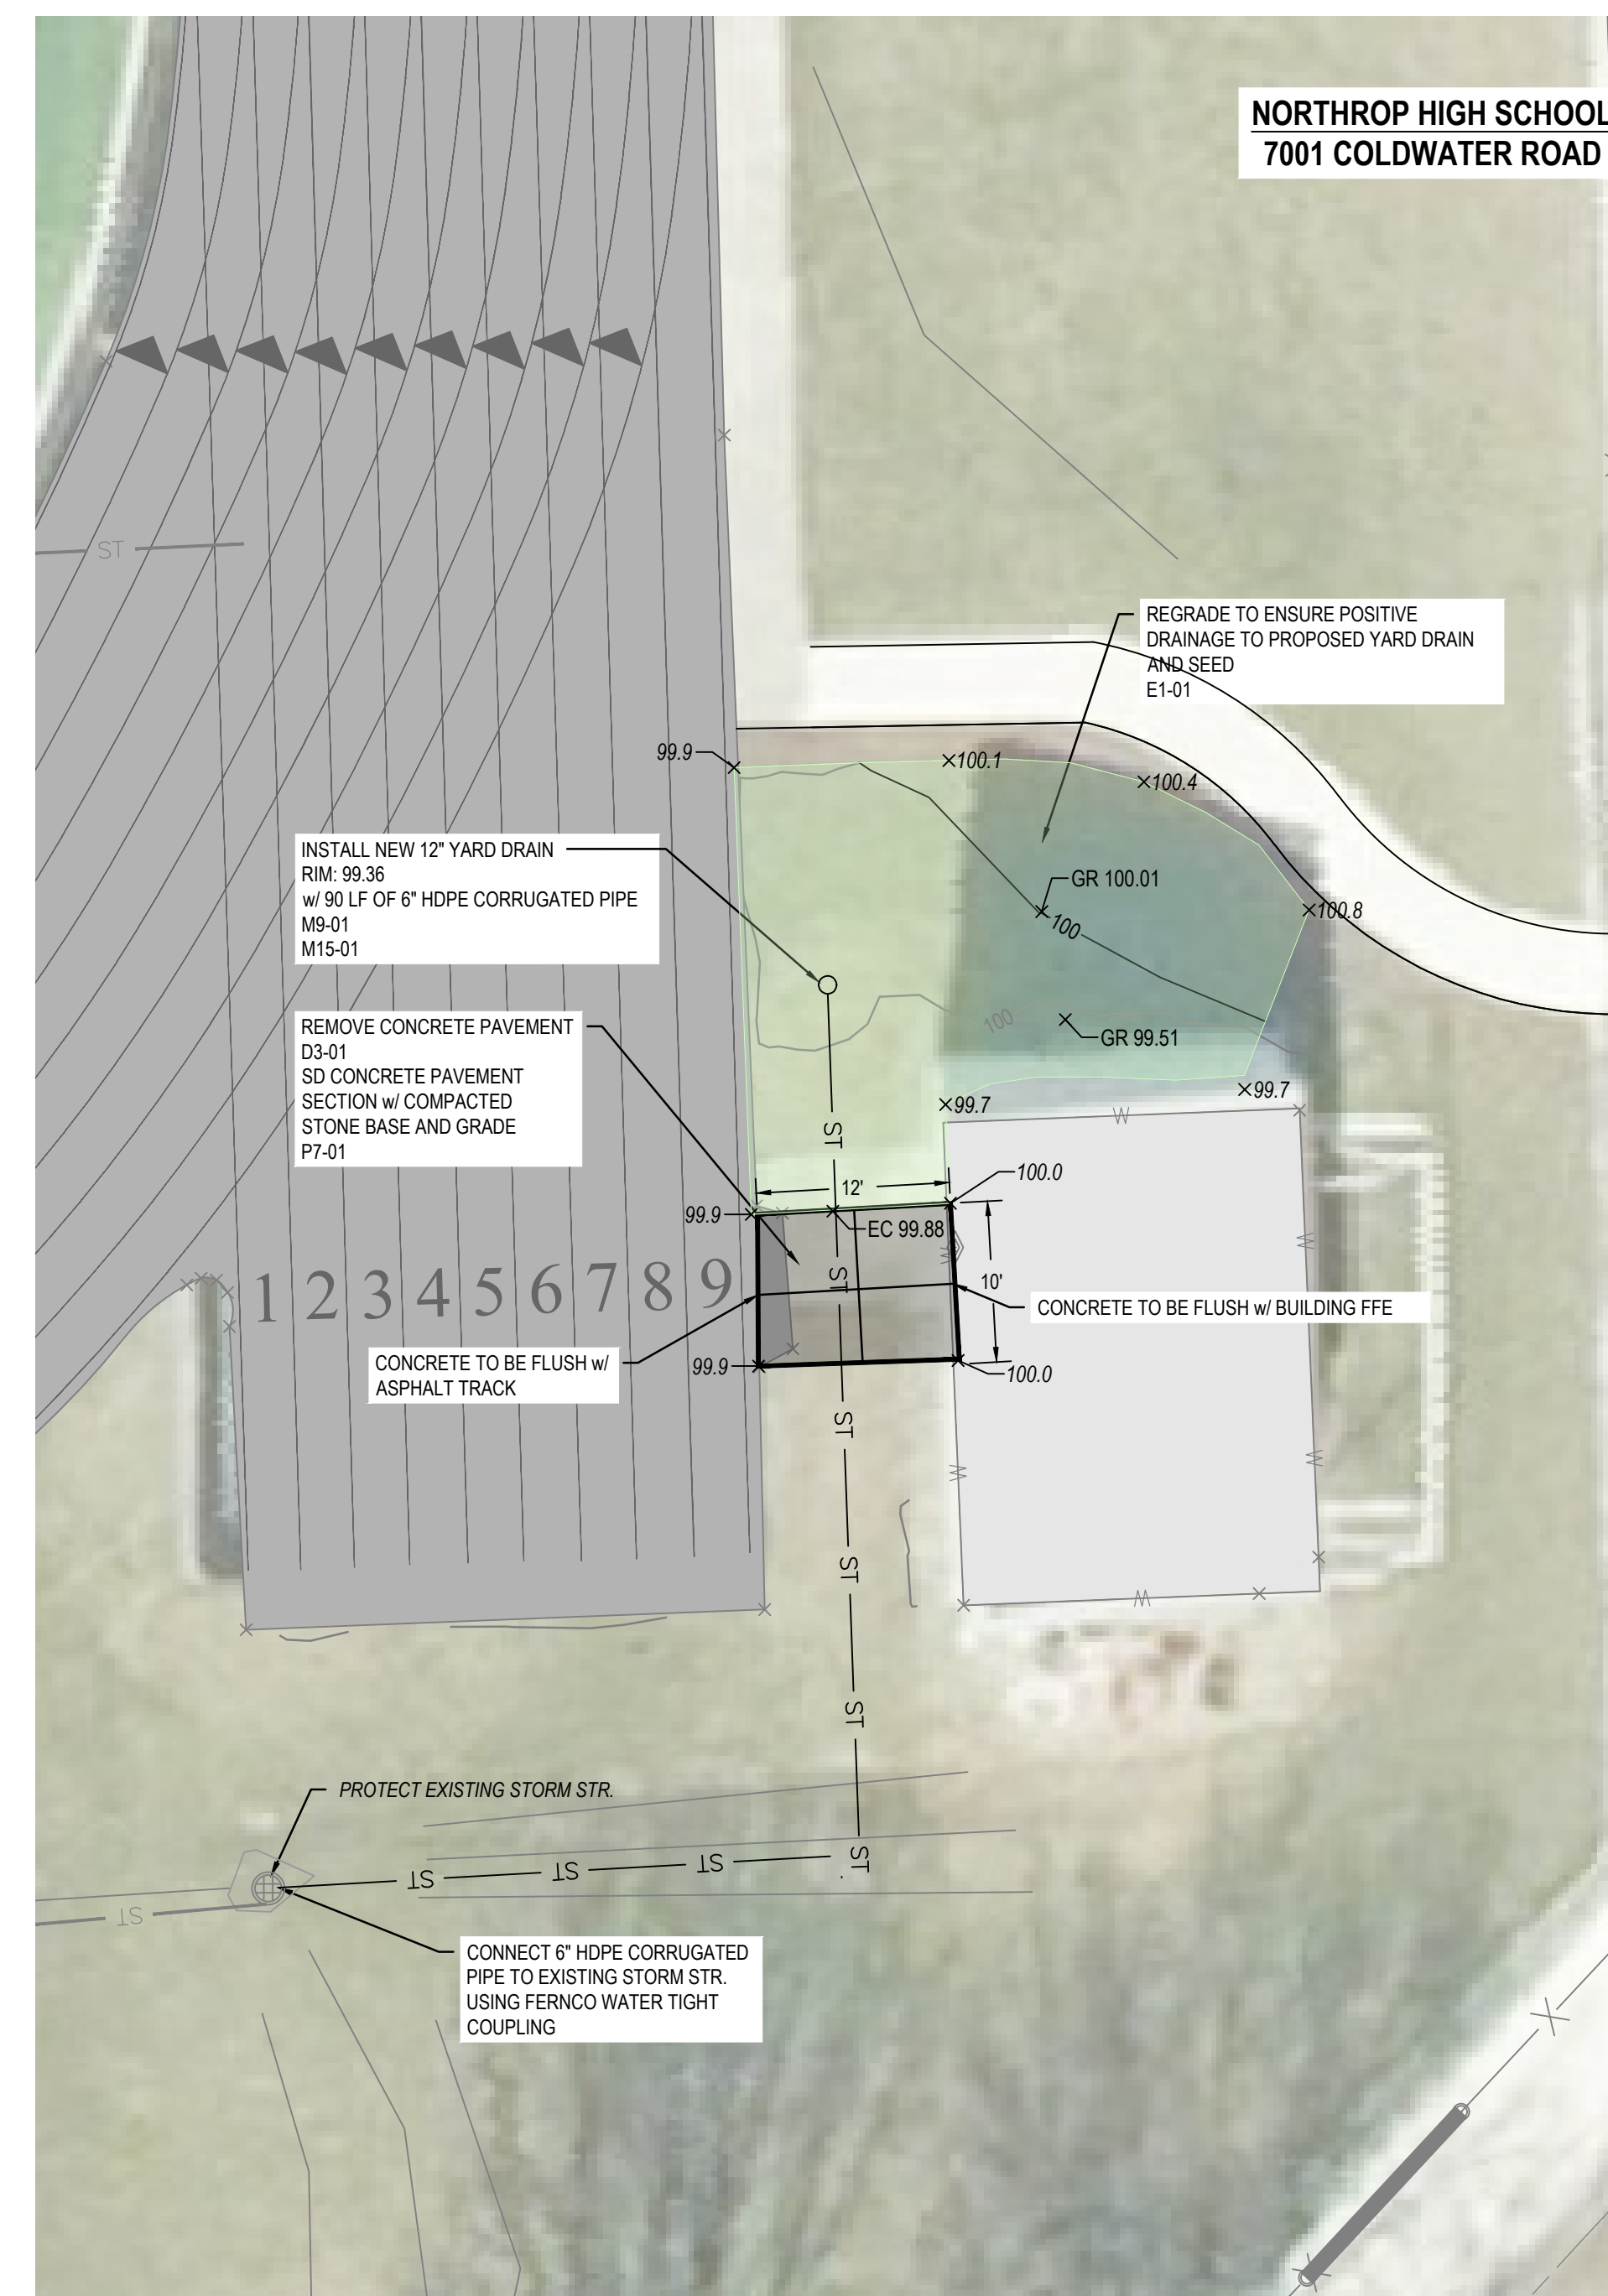 NORTHROP HIGH SCHOOL
7001 COLDWATER ROAD
ST
REGRADE TO ENSURE POSITIVE
DRAINAGE TO PROPOSED YARD DRAIN
AND SEED
E1-01
99.9
100.1
100.4
INSTALL NEW 12" YARD DRAIN
RIM: 99.36
w/ 90 LF OF 6" HDPE CORRUGATED PIPE
M9-01
M15-01
GR 100.01
100.8
100
REMOVE CONCRETE PAVEMENT
D3-01
SD CONCRETE PAVEMENT
SECTION w/ COMPACTED
STONE BASE AND GRADE
P7-01
100
GR 99.51
99.7
99.7
W
ST
100.0
12'
99.9
EC 99.88
W
W
ST
10'
1 2 3 4 5 6 7 8 9
CONCRETE TO BE FLUSH w/ BUILDING FFE
CONCRETE TO BE FLUSH w/
ASPHALT TRACK
99.9
100.0
ST
W
W
ST
W
ST
PROTECT EXISTING STORM STR.
ST
ST
ST
ST
ST
CONNECT 6" HDPE CORRUGATED
PIPE TO EXISTING STORM STR.
USING FERNCO WATER TIGHT
COUPLING